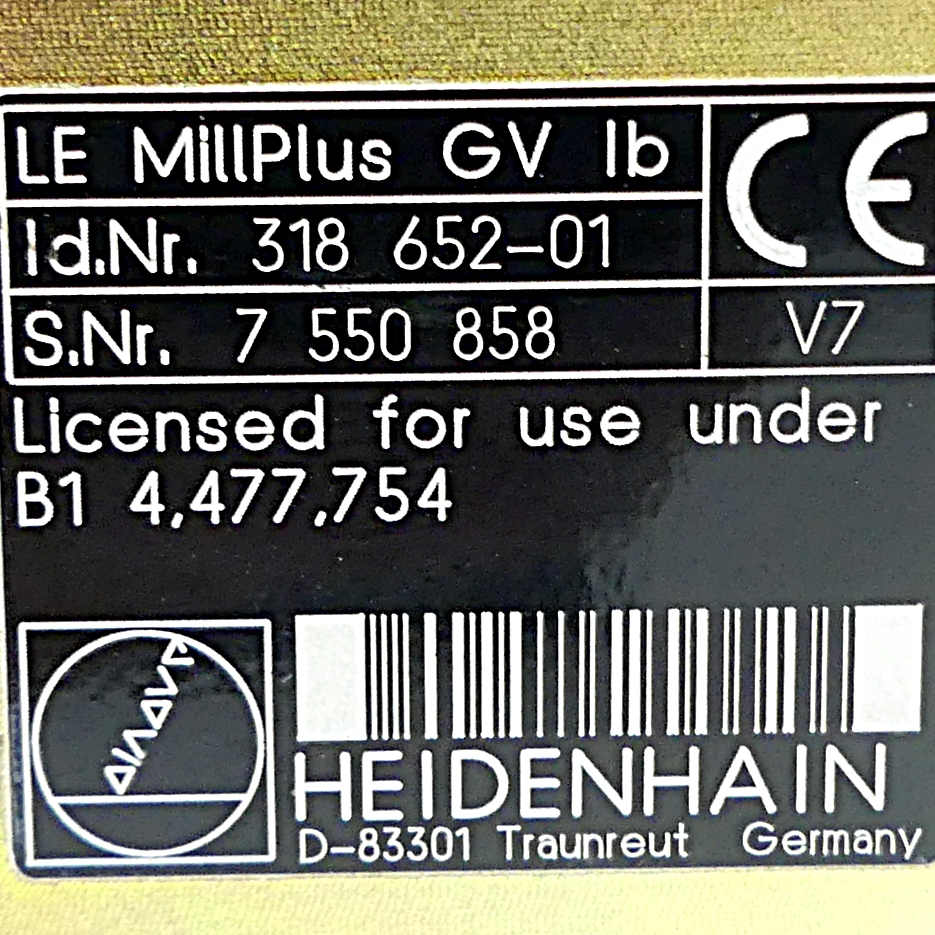 LE MillPlus GV Ib
CE
Id.Nr. 318 652-01
S.Nr. 7 550 858
V7
Licensed for use under
B1 4,477,754
HEIDENHAIN
D-83301 Traunreut Germany